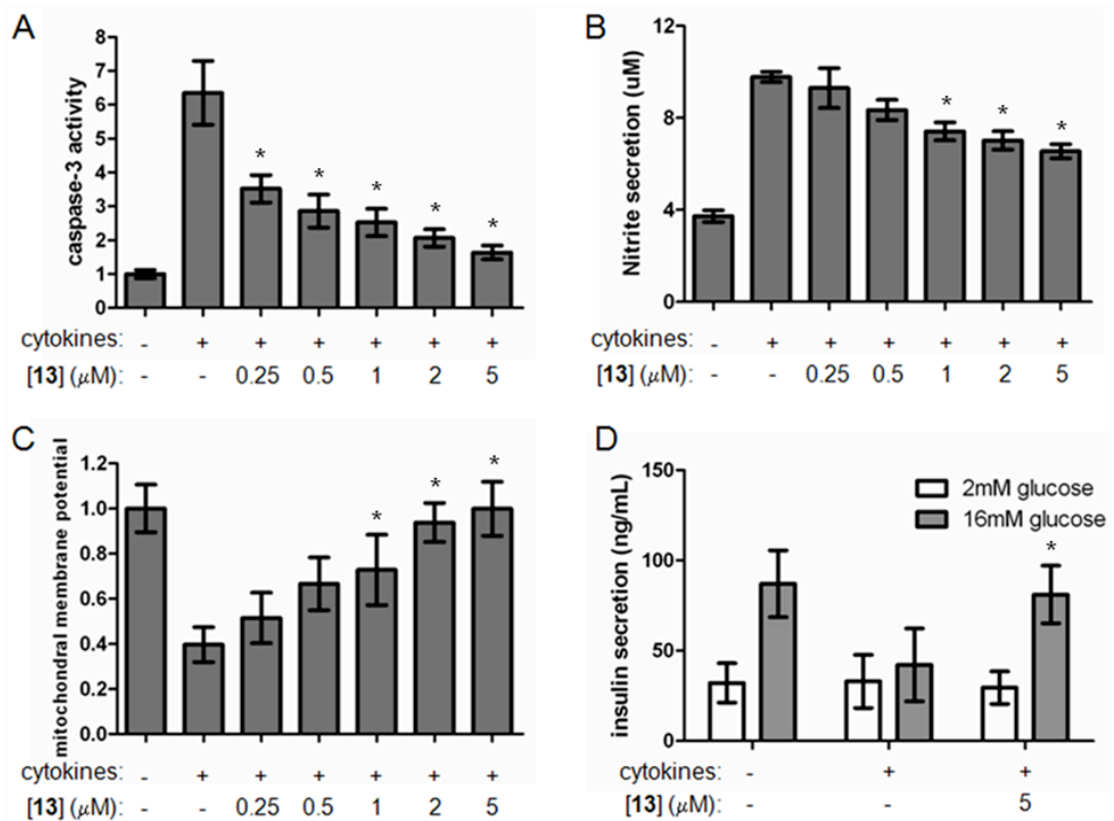 A
caspase-3 activity
8
7
6
5
4
3
2
1
0
* * * * *
cytokines: - + + + + + +
[13] (μM): - - 0.25 0.5 1 2 5
B
Nitrite secretion (uM)
12
8
4
0
* * *
cytokines: - + + + + + +
[13] (μM): - - 0.25 0.5 1 2 5
C
mitochondral membrane potential
1.2
1.0
0.8
0.6
0.4
0.2
0.0
* * *
cytokines: - + + + + + +
[13] (μM): - - 0.25 0.5 1 2 5
D
insulin secretion (ng/mL)
150
100
50
0
2mM glucose
16mM glucose
*
cytokines: - + +
[13] (μM): - - 5